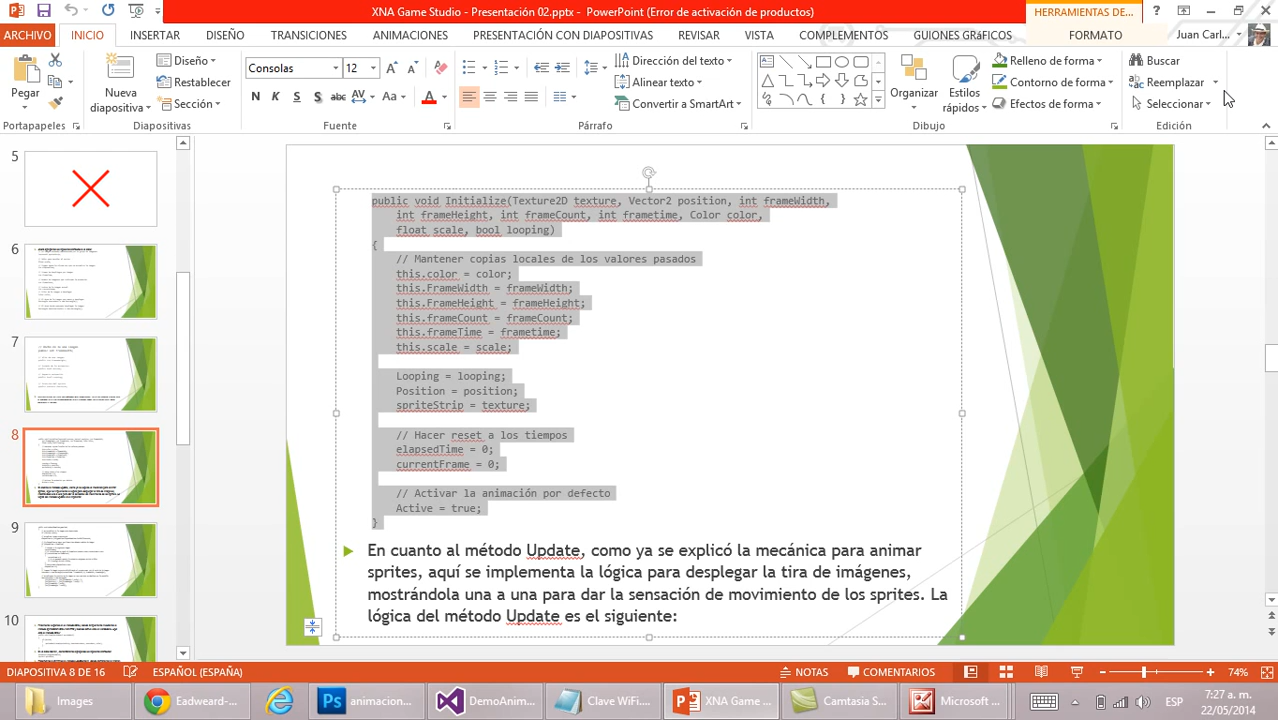 XNA Game Studio - Presentación 02.pptx - PowerPoint (Error de activación de productos)
HERRAMIENTAS DE...
ARCHIVO INICIO INSERTAR DISEÑO TRANSICIONES ANIMACIONES PRESENTACIÓN CON DIAPOSITIVAS REVISAR VISTA COMPLEMENTOS GUIONES GRÁFICOS FORMATO Juan Carl...
Pegar
Nueva
diapositiva
Diseño
Restablecer
Sección
Consolas 12
N K S S abc AV Aa A
Dirección del texto
Alinear texto
Convertir a SmartArt
Organizar
Estilos
rápidos
Relleno de forma
Contorno de forma
Efectos de forma
Buscar
Reemplazar
Seleccionar
Portapapeles Diapositivas Fuente Párrafo Dibujo Edición
5
6
7
8
9
10
public void Initialize(Texture2D texture, Vector2 position, int frameWidth,
int frameHeight, int frameCount, int frametime, Color color,
float scale, bool looping)
{
// Mantener copias locales de los valores pasados
this.color = color;
this.FrameWidth = frameWidth;
this.FrameHeight = frameHeight;
this.frameCount = frameCount;
this.frameTime = frametime;
this.scale = scale;
Looping = looping;
Position = position;
spriteStrip = texture;
// Hacer reset a los tiempos
elapsedTime = 0;
currentFrame = 0;
// Activar la animación por defecto
Active = true;
}
En cuanto al método Update, como ya se explicó la mecánica para animar
sprites, aquí se implementa la lógica para desplegar la tira de imágenes,
mostrándola una a una para dar la sensación de movimiento de los sprites. La
lógica del método Update es el siguiente:
DIAPOSITIVA 8 DE 16 ESPAÑOL (ESPAÑA) NOTAS COMENTARIOS 74%
Images Eadweard-... animacion... DemoAnim... Clave WiFi... XNA Game ... Camtasia S... Microsoft ... ESP
7:27 a. m.
22/05/2014